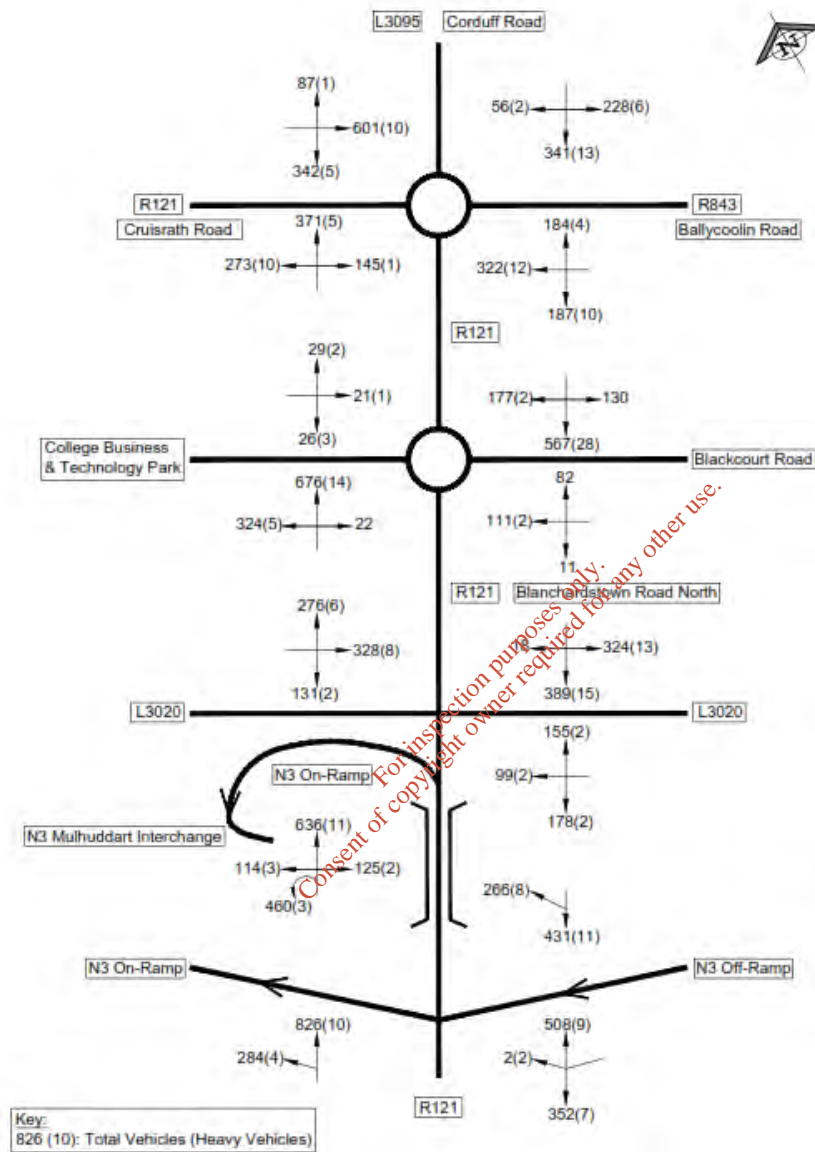 L3095 Corduff Road
N
87(1)
601(10)
342(5)
56(2) 228(6)
341(13)
R121
Cruisrath Road
R843
Ballycoolin Road
371(5)
273(10) 145(1)
184(4)
322(12)
187(10)
R121
29(2)
21(1)
26(3)
177(2) 130
567(28)
College Business
& Technology Park
Blackcourt Road
676(14)
324(5) 22
82
111(2)
11
R121 Blanchardstown Road North
276(6)
328(8)
131(2)
324(13)
389(15)
L3020
L3020
155(2)
99(2)
178(2)
N3 On-Ramp
N3 Mulhuddart Interchange
636(11)
114(3) 125(2)
460(3)
266(8)
431(11)
N3 On-Ramp
N3 Off-Ramp
826(10)
284(4)
508(9)
2(2)
352(7)
R121
Key:
826 (10): Total Vehicles (Heavy Vehicles)
For inspection purposes only.
Consent of copyright owner required for any other use.